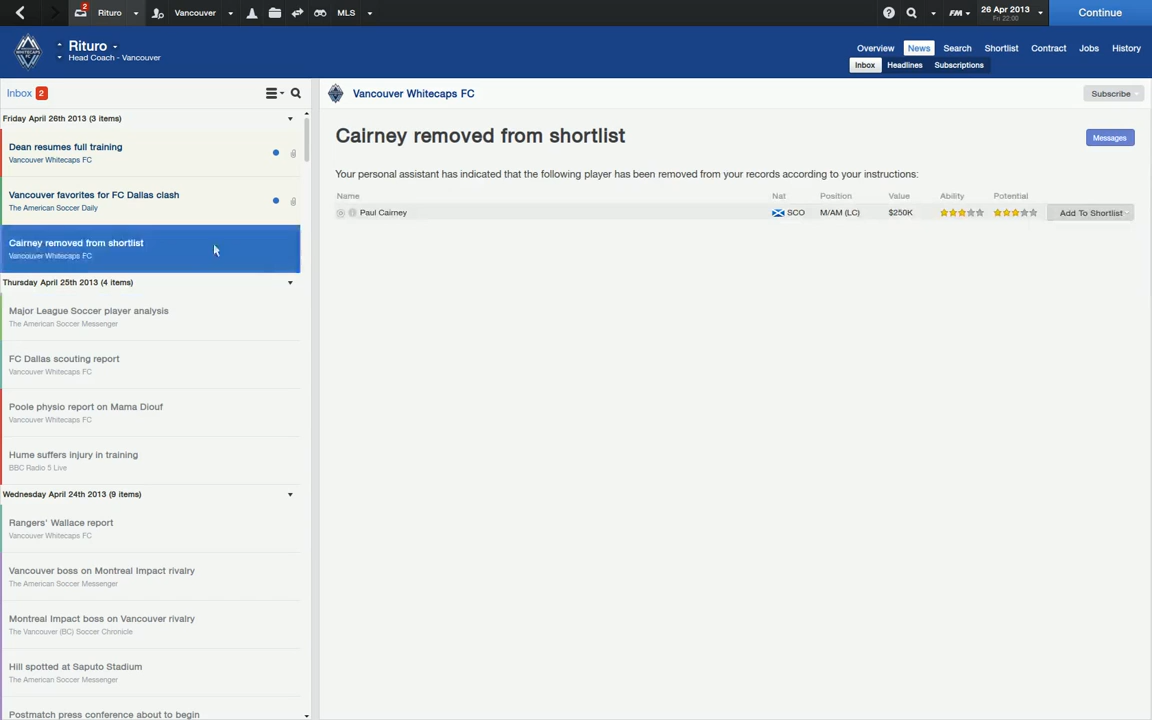 2
Rituro
Vancouver
MLS
FM
26 Apr 2013
Fri 22:00
Continue
Rituro
Head Coach - Vancouver
Overview
News
Search
Shortlist
Contract
Jobs
History
Inbox
Headlines
Subscriptions
Inbox 2
Vancouver Whitecaps FC
Subscribe
Friday April 26th 2013 (3 items)
Dean resumes full training
Vancouver Whitecaps FC
Vancouver favorites for FC Dallas clash
The American Soccer Daily
Cairney removed from shortlist
Vancouver Whitecaps FC
Thursday April 25th 2013 (4 items)
Major League Soccer player analysis
The American Soccer Messenger
FC Dallas scouting report
Vancouver Whitecaps FC
Poole physio report on Mama Diouf
Vancouver Whitecaps FC
Hume suffers injury in training
BBC Radio 5 Live
Wednesday April 24th 2013 (9 items)
Rangers' Wallace report
Vancouver Whitecaps FC
Vancouver boss on Montreal Impact rivalry
The American Soccer Messenger
Montreal Impact boss on Vancouver rivalry
The Vancouver (BC) Soccer Chronicle
Hill spotted at Saputo Stadium
The American Soccer Messenger
Postmatch press conference about to begin
Cairney removed from shortlist
Messages
Your personal assistant has indicated that the following player has been removed from your records according to your instructions:
Name Nat Position Value Ability Potential
Paul Cairney SCO M/AM (LC) $250K Add To Shortlist